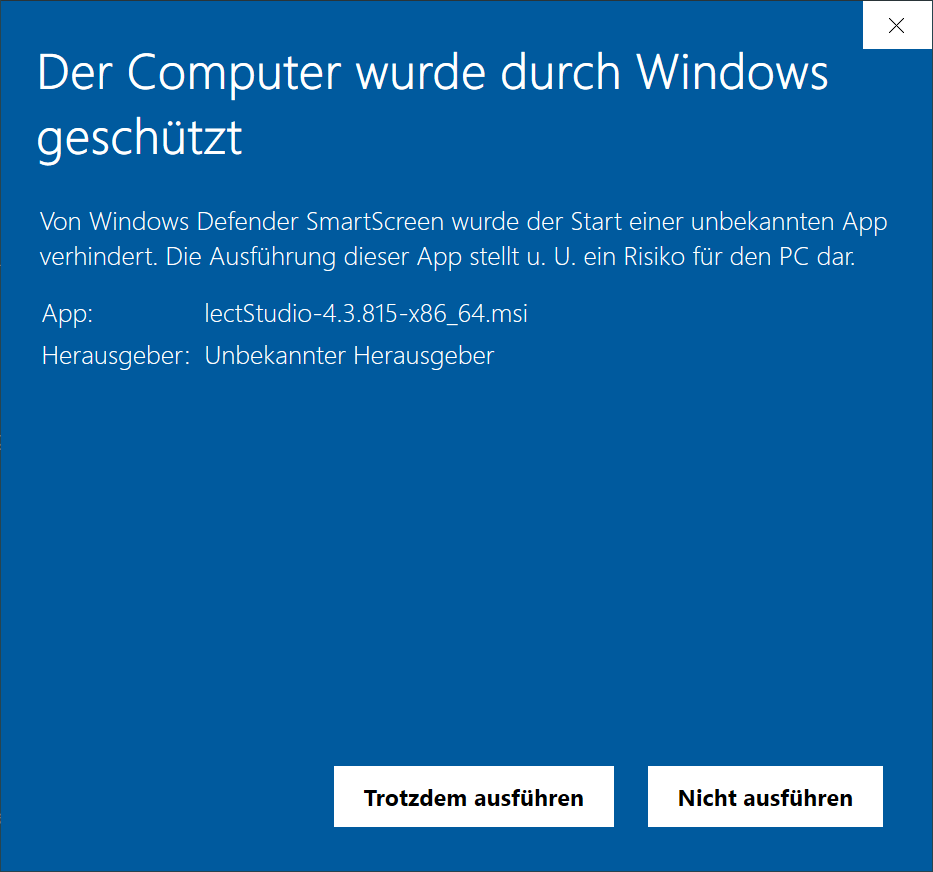 Der Computer wurde durch Windows
geschützt
Von Windows Defender SmartScreen wurde der Start einer unbekannten App
verhindert. Die Ausführung dieser App stellt u. U. ein Risiko für den PC dar.
App: lectStudio-4.3.815-x86_64.msi
Herausgeber: Unbekannter Herausgeber
Trotzdem ausführen Nicht ausführen